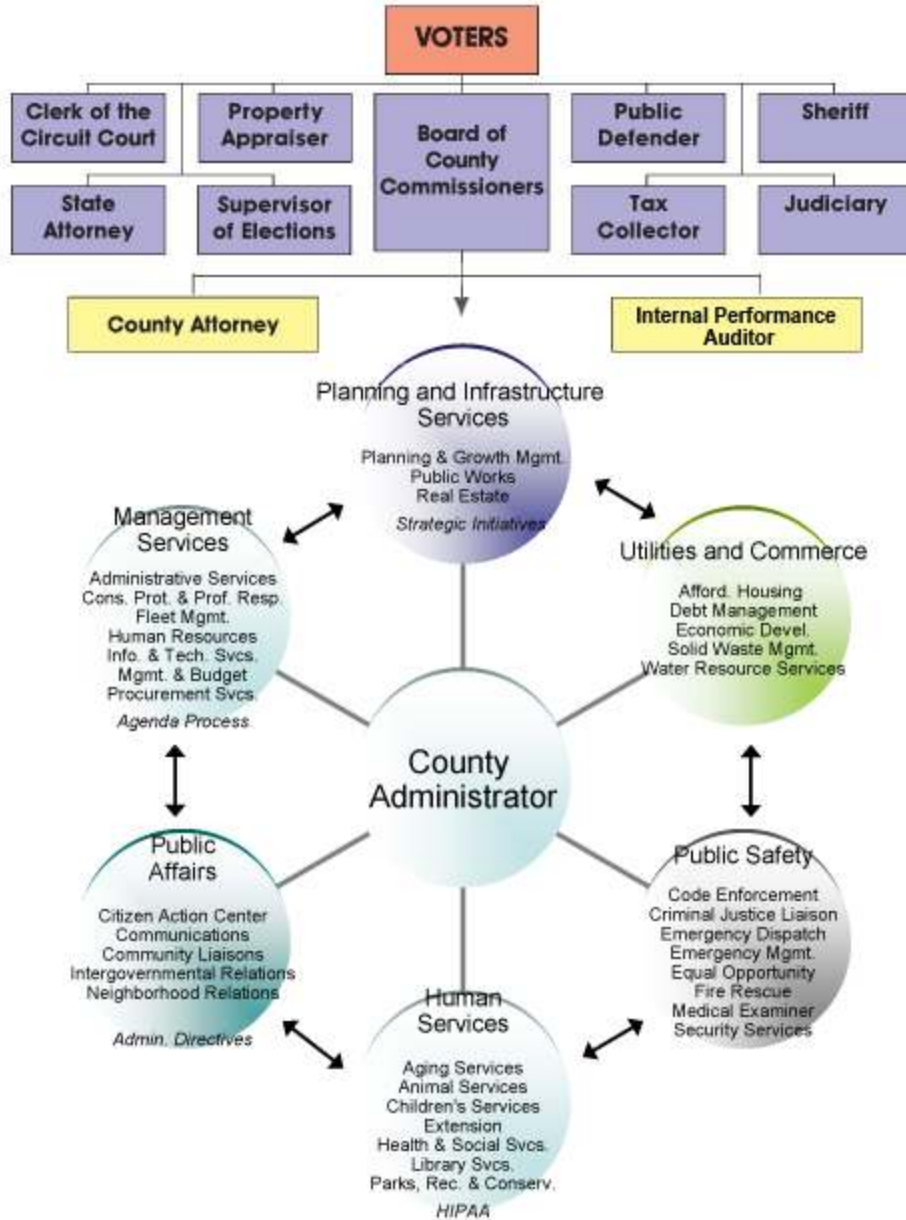 VOTERS
Clerk of the
Circuit Court
Property
Appraiser
Board of
County
Commissioners
Public
Defender
Sheriff
State
Attorney
Supervisor
of Elections
Tax
Collector
Judiciary
County Attorney
Internal Performance
Auditor
Planning and Infrastructure
Services
Planning & Growth Mgmt.
Public Works
Real Estate
Strategic Initiatives
Management
Services
Administrative Services
Cons. Prot. & Prof. Resp.
Fleet Mgmt.
Human Resources
Info. & Tech. Svcs.
Mgmt. & Budget
Procurement Svcs.
Agenda Process
Utilities and Commerce
Afford. Housing
Debt Management
Economic Devel.
Solid Waste Mgmt.
Water Resource Services
County
Administrator
Public
Affairs
Citizen Action Center
Communications
Community Liaisons
Intergovernmental Relations
Neighborhood Relations
Admin. Directives
Public Safety
Code Enforcement
Criminal Justice Liaison
Emergency Dispatch
Emergency Mgmt.
Equal Opportunity
Fire Rescue
Medical Examiner
Security Services
Human
Services
Aging Services
Animal Services
Children's Services
Extension
Health & Social Svcs.
Library Svcs.
Parks, Rec. & Conserv.
HIPAA